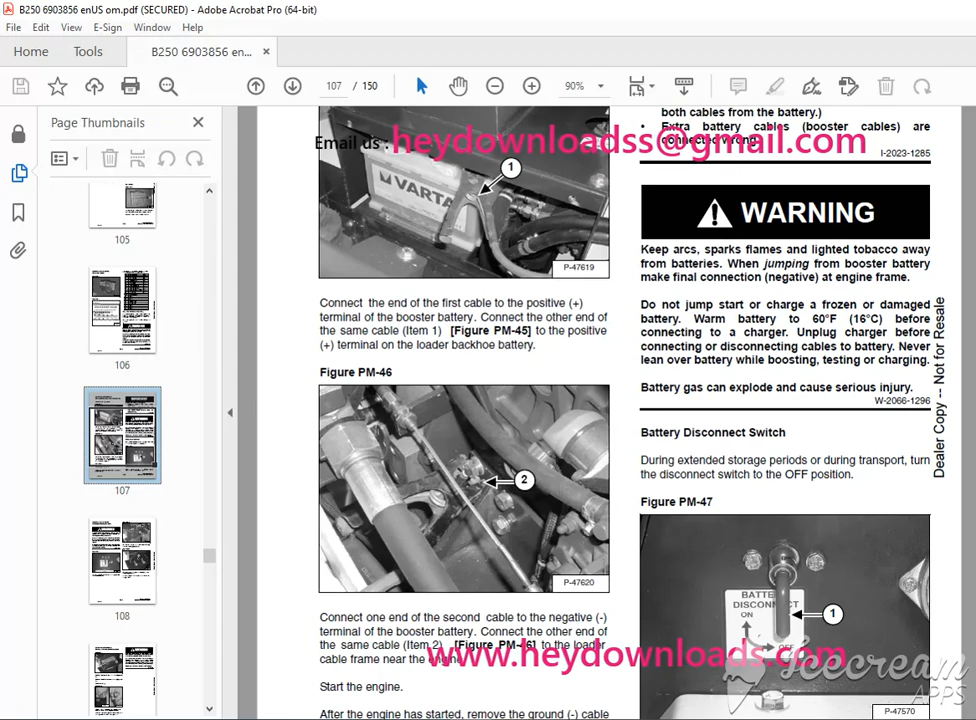 B250 6903856 enUS om.pdf (SECURED) - Adobe Acrobat Pro (64-bit)
File Edit View E-Sign Window Help
Home Tools B250 6903856 en... ×
107 / 150 90%
Page Thumbnails
105
106
107
108
Email us : heydownloadss@gmail.com
VARTA
1
P-47619
Connect the end of the first cable to the positive (+)
terminal of the booster battery. Connect the other end of
the same cable (Item 1) [Figure PM-45] to the positive
(+) terminal on the loader backhoe battery.
Figure PM-46
2
P-47620
Connect one end of the second cable to the negative (-)
terminal of the booster battery. Connect the other end of
the same cable (Item 2) [Figure PM-46] to the loader
cable frame near the engine.
Start the engine.
After the engine has started, remove the ground (-) cable
both cables from the battery.)
• Extra battery cables (booster cables) are
connected wrong.
I-2023-1285
WARNING
Keep arcs, sparks flames and lighted tobacco away
from batteries. When jumping from booster battery
make final connection (negative) at engine frame.
Do not jump start or charge a frozen or damaged
battery. Warm battery to 60°F (16°C) before
connecting to a charger. Unplug charger before
connecting or disconnecting cables to battery. Never
lean over battery while boosting, testing or charging.
Battery gas can explode and cause serious injury.
W-2066-1296
Battery Disconnect Switch
During extended storage periods or during transport, turn
the disconnect switch to the OFF position.
Figure PM-47
BATTE
DISCONNECT
ON
OFF
1
P-47570
Dealer Copy -- Not for Resale
www.heydownloads.com
Icecream
APPS